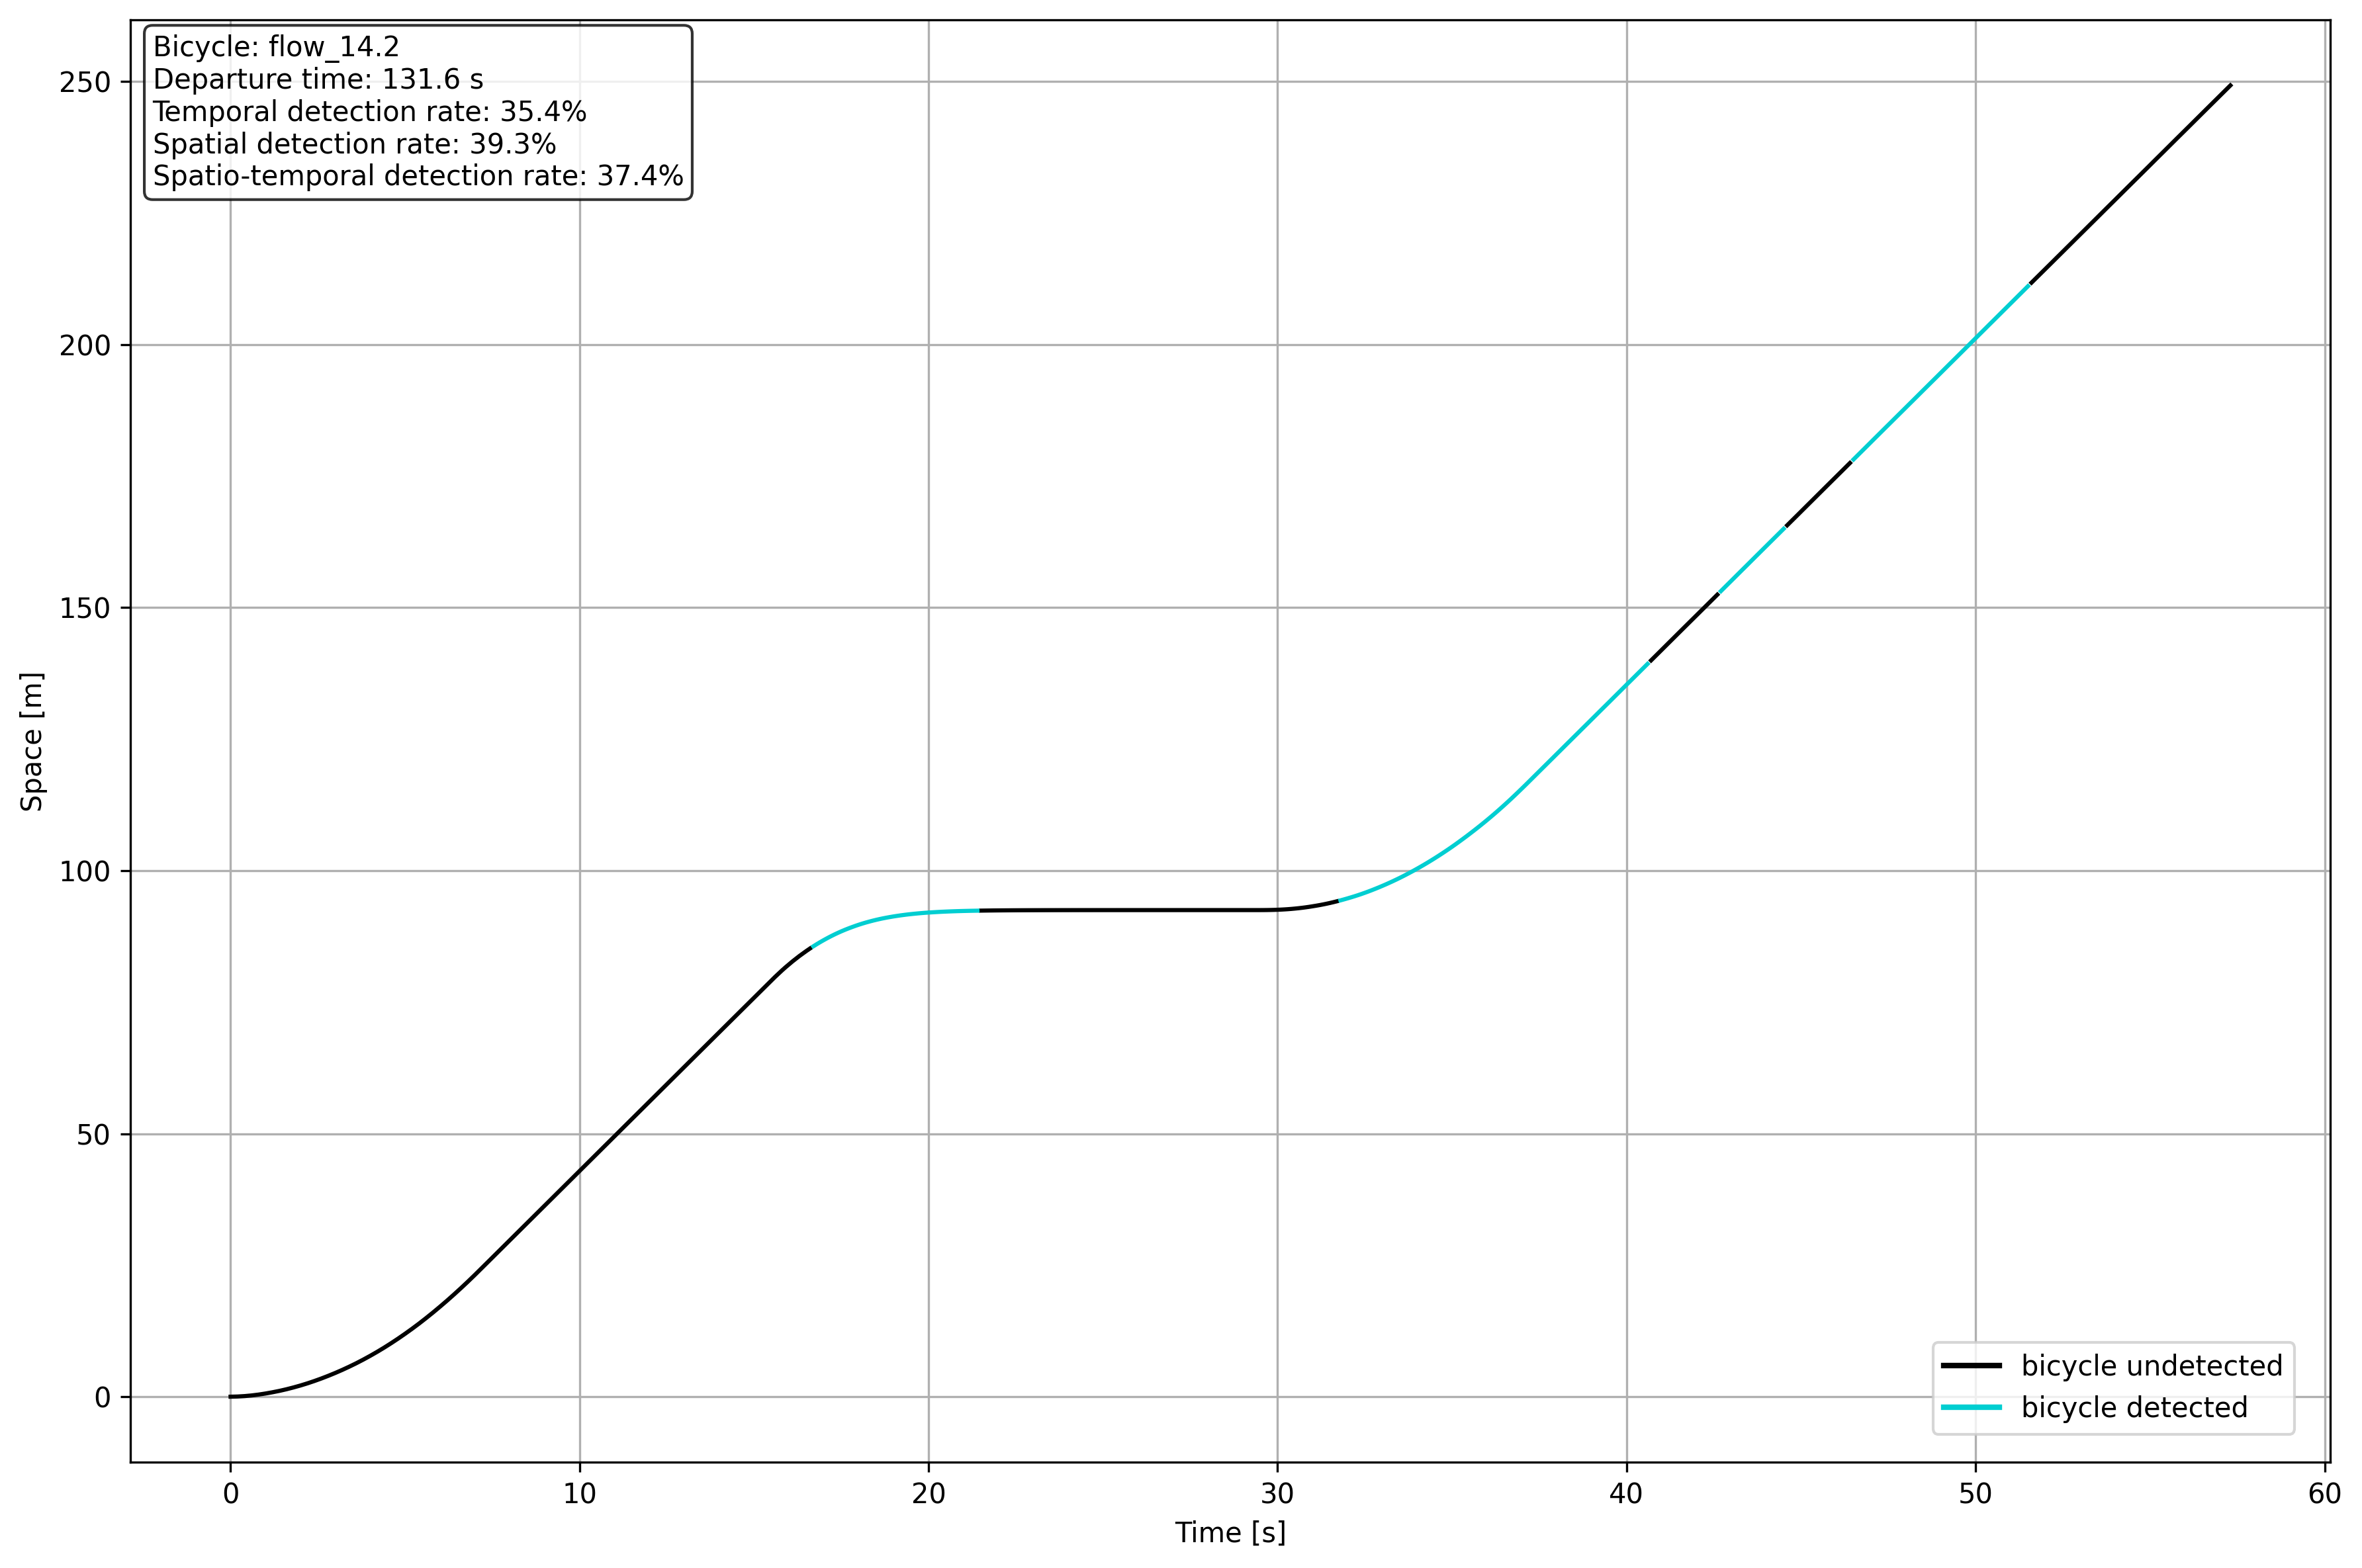 Bicycle: flow_14.2
Departure time: 131.6 s
Temporal detection rate: 35.4%
Spatial detection rate: 39.3%
Spatio-temporal detection rate: 37.4%
250
200
150
100
50
0
Space [m]
bicycle undetected
bicycle detected
0 10 20 30 40 50 60
Time [s]